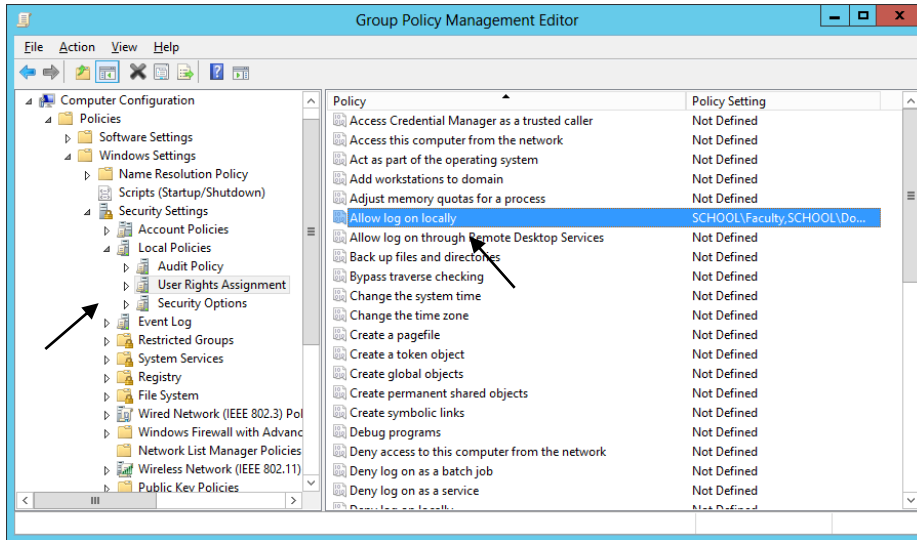 Group Policy Management Editor
File Action View Help
Computer Configuration
Policies
Software Settings
Windows Settings
Name Resolution Policy
Scripts (Startup/Shutdown)
Security Settings
Account Policies
Local Policies
Audit Policy
User Rights Assignment
Security Options
Event Log
Restricted Groups
System Services
Registry
File System
Wired Network (IEEE 802.3) Pol
Windows Firewall with Advanc
Network List Manager Policies
Wireless Network (IEEE 802.11)
Public Key Policies
Policy Policy Setting
Access Credential Manager as a trusted caller Not Defined
Access this computer from the network Not Defined
Act as part of the operating system Not Defined
Add workstations to domain Not Defined
Adjust memory quotas for a process Not Defined
Allow log on locally SCHOOL\Faculty,SCHOOL\Do...
Allow log on through Remote Desktop Services Not Defined
Back up files and directories Not Defined
Bypass traverse checking Not Defined
Change the system time Not Defined
Change the time zone Not Defined
Create a pagefile Not Defined
Create a token object Not Defined
Create global objects Not Defined
Create permanent shared objects Not Defined
Create symbolic links Not Defined
Debug programs Not Defined
Deny access to this computer from the network Not Defined
Deny log on as a batch job Not Defined
Deny log on as a service Not Defined
Deny log on locally Not Defined